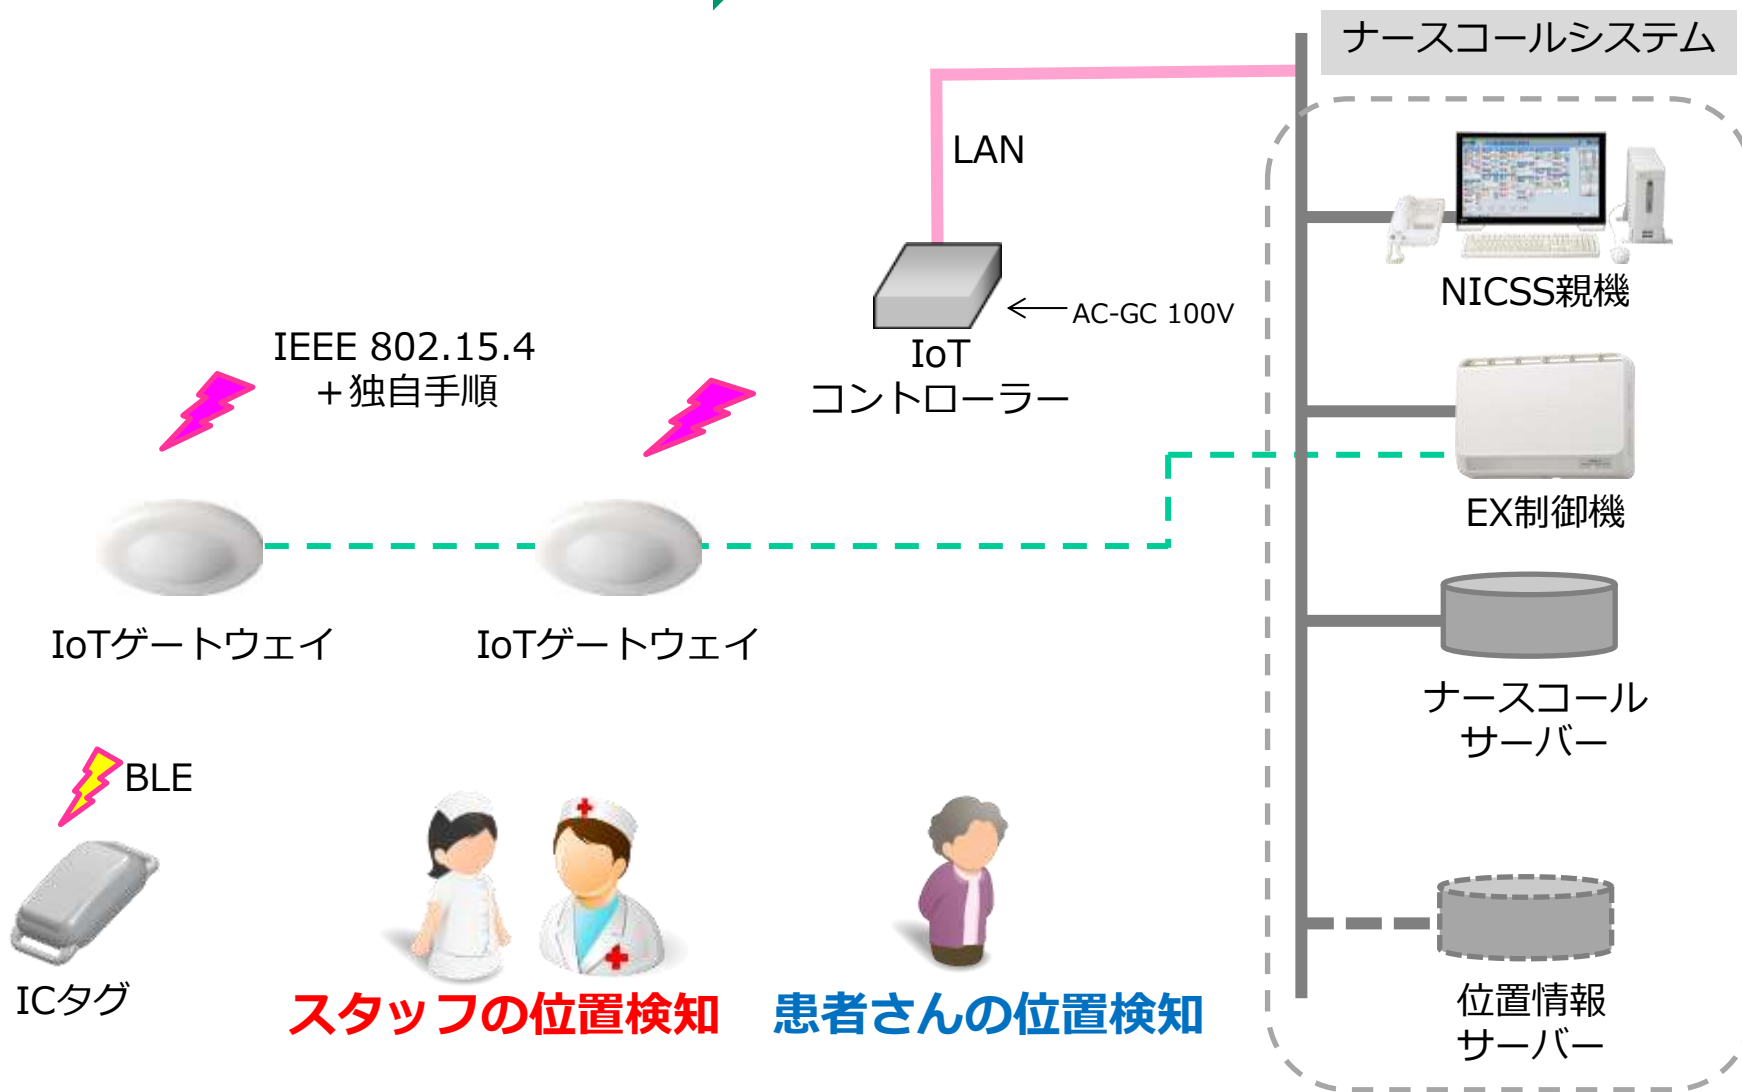 ナースコールシステム
LAN
NICSS親機
AC-GC 100V
IoT
コントローラー
IEEE 802.15.4
＋独自手順
EX制御機
IoTゲートウェイ
IoTゲートウェイ
ナースコール
サーバー
BLE
ICタグ
スタッフの位置検知
患者さんの位置検知
位置情報
サーバー